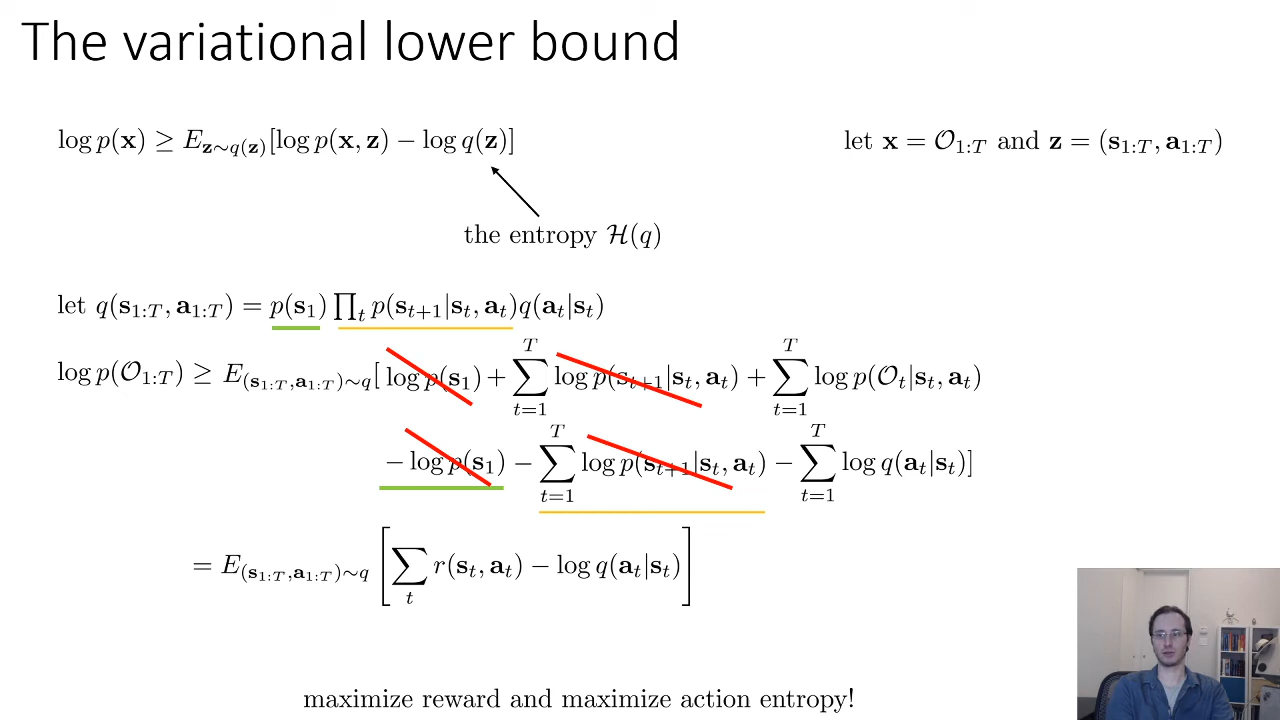 The variational lower bound
log p(x) ≥ E_{z∼q(z)}[log p(x, z) − log q(z)]
let x = 𝒪_{1:T} and z = (s_{1:T}, a_{1:T})
the entropy ℋ(q)
let q(s_{1:T}, a_{1:T}) = p(s_1) ∏_t p(s_{t+1}|s_t, a_t)q(a_t|s_t)
log p(𝒪_{1:T}) ≥ E_{(s_{1:T},a_{1:T})∼q}[ log p(s_1) + ∑_{t=1}^{T} log p(s_{t+1}|s_t, a_t) + ∑_{t=1}^{T} log p(𝒪_t|s_t, a_t)
− log p(s_1) − ∑_{t=1}^{T} log p(s_{t+1}|s_t, a_t) − ∑_{t=1}^{T} log q(a_t|s_t)]
= E_{(s_{1:T},a_{1:T})∼q} [∑_t r(s_t, a_t) − log q(a_t|s_t)]
maximize reward and maximize action entropy!